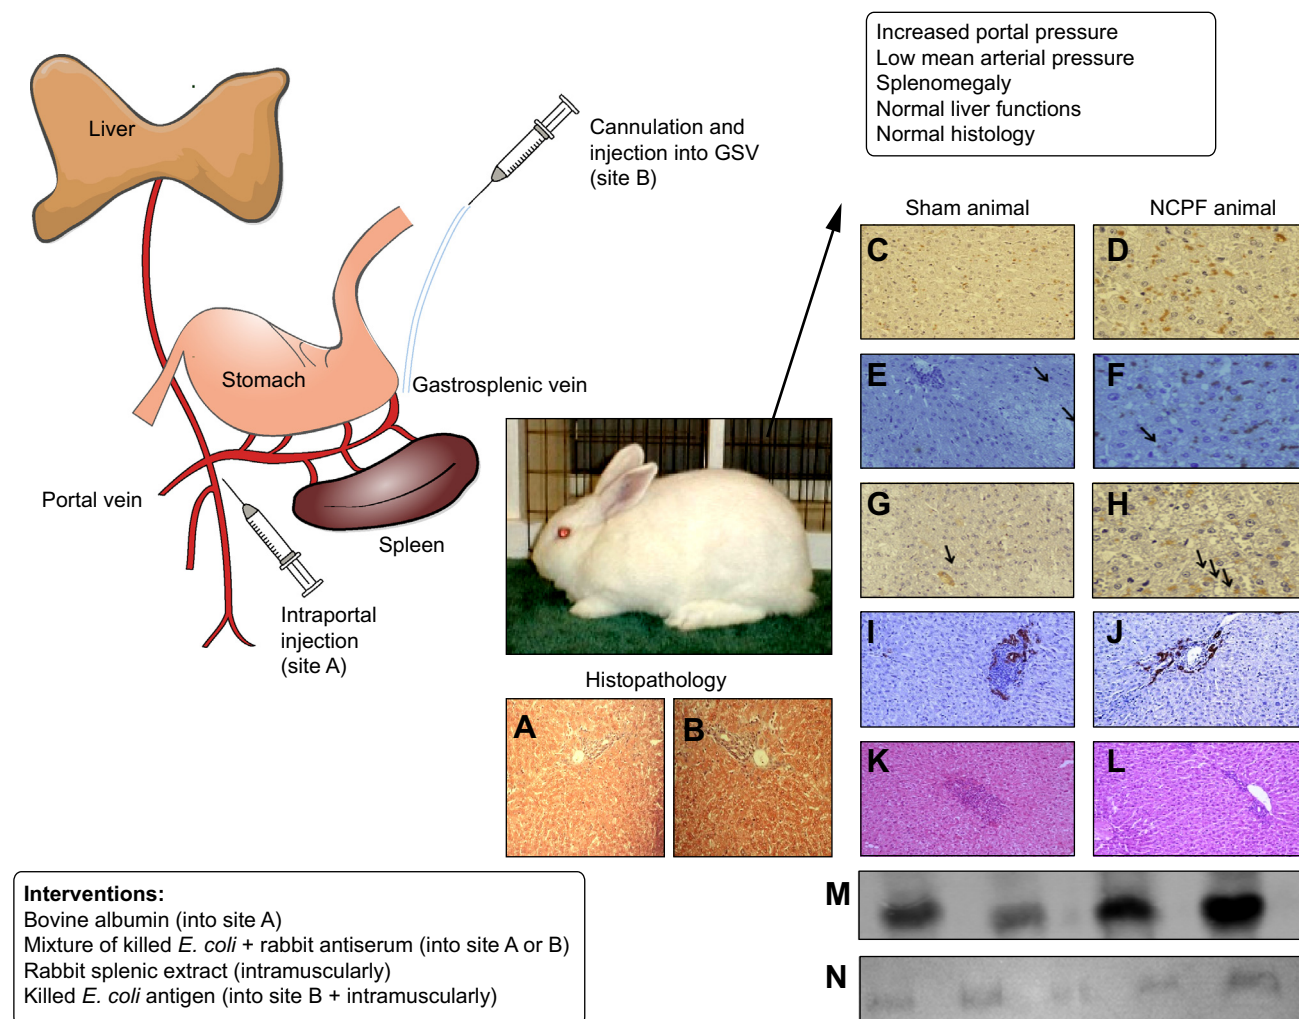 Increased portal pressure
Low mean arterial pressure
Splenomegaly
Normal liver functions
Normal histology
Liver
Cannulation and
injection into GSV
(site B)
Stomach
Gastrosplenic vein
Portal vein
Spleen
Intraportal
injection
(site A)
Sham animal
NCPF animal
C
D
E
F
G
H
I
J
K
L
M
N
Histopathology
A
B
Interventions:
Bovine albumin (into site A)
Mixture of killed E. coli + rabbit antiserum (into site A or B)
Rabbit splenic extract (intramuscularly)
Killed E. coli antigen (into site B + intramuscularly)